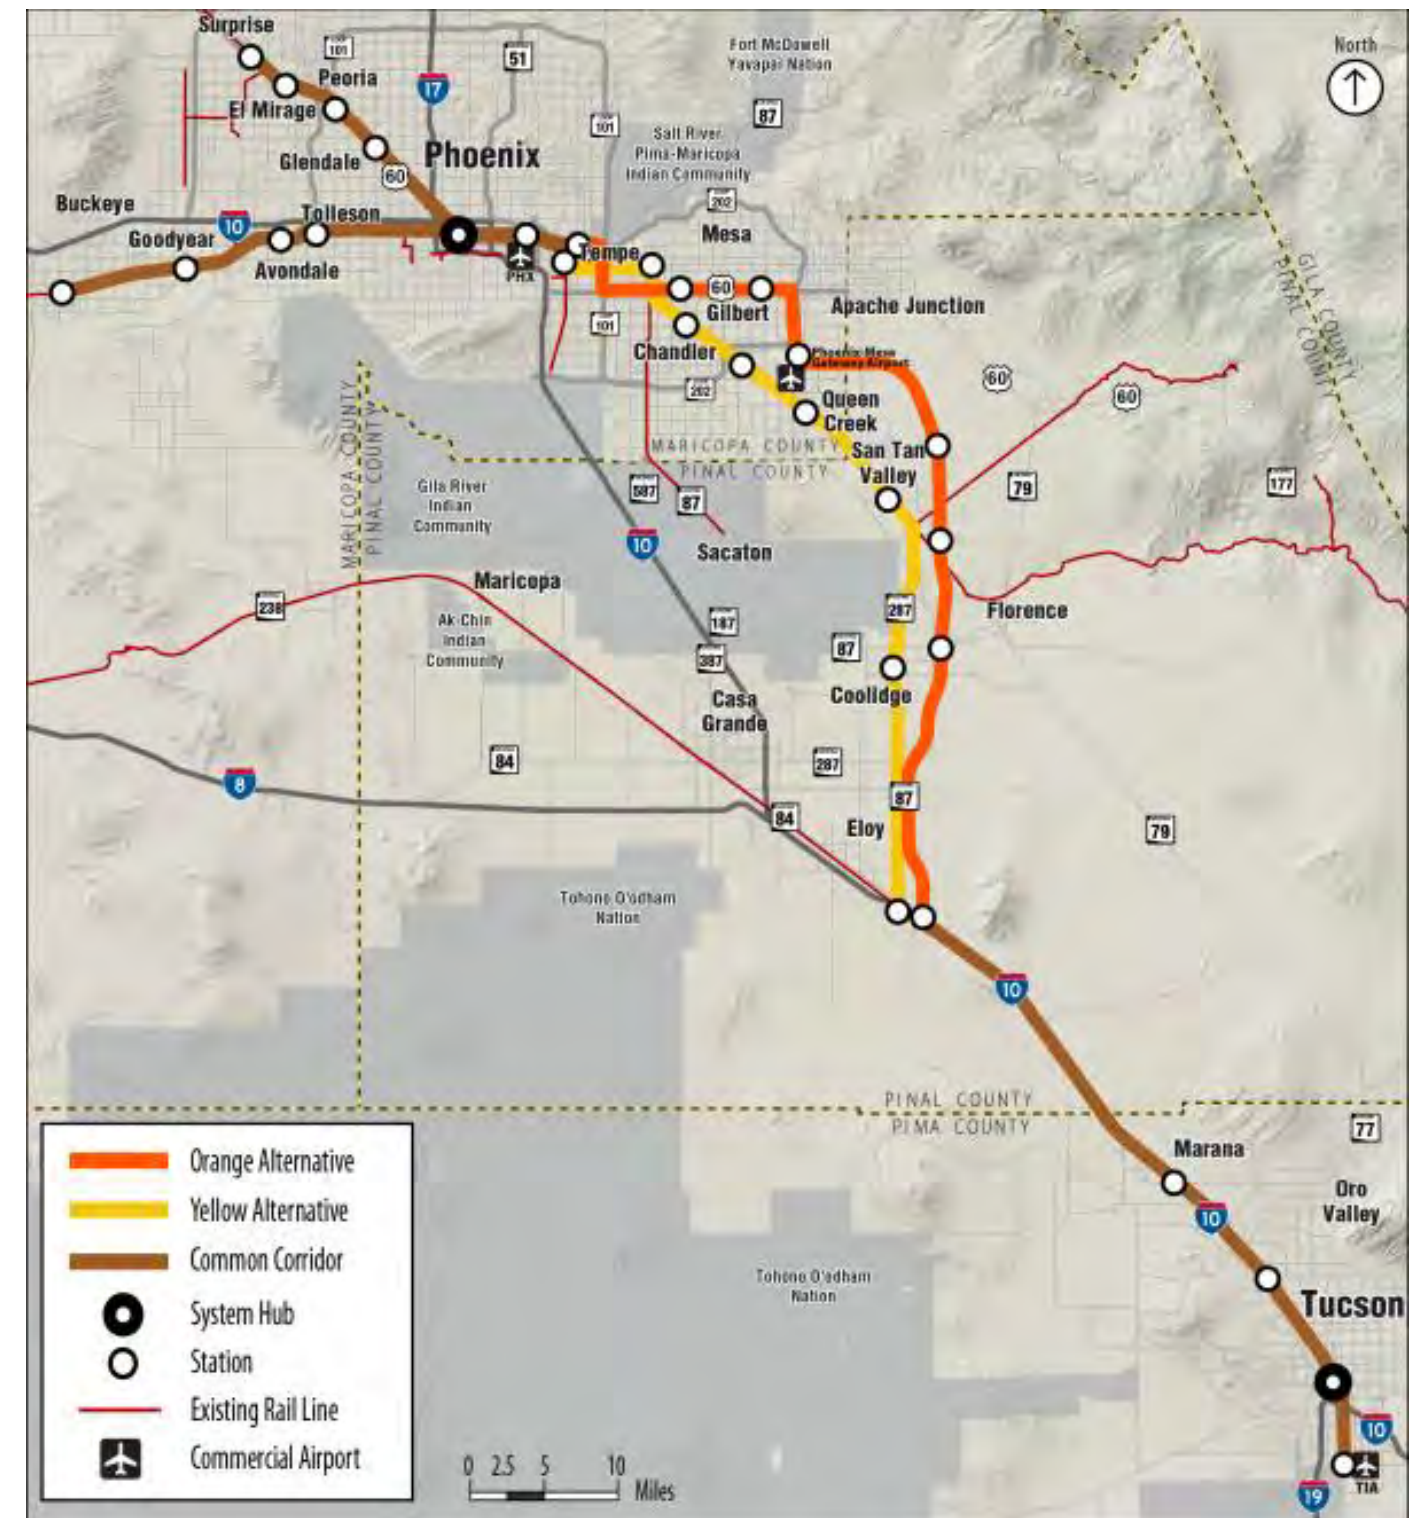 Surprise
101
51
Fort McDowell
Yavapai Nation
North
Peoria
17
El Mirage
87
101
Salt River
Pima-Maricopa
Indian Community
Glendale
Phoenix
60
202
Buckeye
Tolleson
10
Goodyear
Mesa
Avondale
Tempe
PHX
GILA COUNTY
PINAL COUNTY
60
Gilbert
Apache Junction
101
Chandler
Phoenix-Mesa
Gateway Airport
60
202
60
Queen
Creek
MARICOPA COUNTY
PINAL COUNTY
MARICOPA COUNTY
PINAL COUNTY
San Tan
Valley
Gila River
Indian
Community
587
87
79
177
10
Sacaton
Maricopa
238
287
Florence
Ak-Chin
Indian
Community
187
87
387
Casa
Grande
Coolidge
84
287
8
87
84
Eloy
79
Tohono O'odham
Nation
10
PINAL COUNTY
PIMA COUNTY
77
Marana
Oro
Valley
10
Orange Alternative
Yellow Alternative
Common Corridor
System Hub
Station
Existing Rail Line
Commercial Airport
Tohono O'odham
Nation
Tucson
10
0 2.5 5 10
Miles
TIA
19